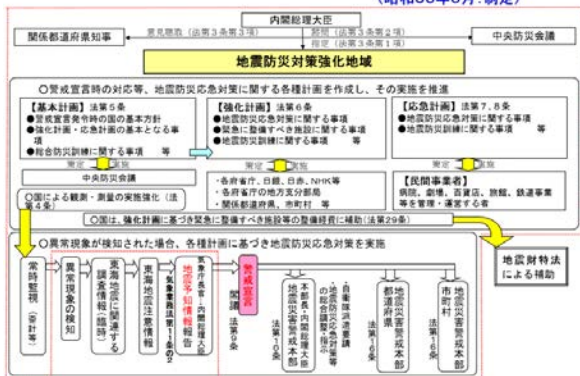 (昭和53年6月:制定)
内閣総理大臣
関係都道府県知事
意見聴取(法第3条第3項)
諮問(法第3条第2項)
指定(法第3条第1項)
中央防災会議
地震防災対策強化地域
○警戒宣言時の対応等、地震防災応急対策に関する各種計画を作成し、その実施を推進
【基本計画】法第5条
●警戒宣言発令時の国の基本方針
●強化計画・応急計画の基本となる事
項
●総合防災訓練に関する事項 等
【強化計画】法第6条
●地震防災応急対策に関する事項
●緊急に整備すべき施設に関する事項
●地震防災訓練に関する事項 等
【応急計画】法第7、8条
●地震防災応急対策に関する事項
●地震防災訓練に関する事項 等
策定 実施
策定 実施
策定 実施
中央防災会議
・各府省庁、日銀、日赤、NHK等
・各府省庁の地方支分部局
・関係都道府県、市町村 等
【民間事業者】
病院、劇場、百貨店、旅館、鉄道事業
等を管理・運営する者
○国による観測・測量の実施強化(法
第4条)
○国は、強化計画に基づき緊急に整備すべき施設等の整備経費に補助(法第29条)
○異常現象が検知された場合、各種計画に基づき地震防災応急対策を実施
地震財特法
による補助
常時監視
(歪計等)
異常現象の検知
東海地震に関連する
調査情報(臨時)
東海地震注意情報
地震予知情報報告
気象業務法第11条の2
気象庁長官→内閣総理大臣
警戒宣言
閣議 法第9条
地震災害警戒本部
本部長:内閣総理大臣
法第10条
・自衛隊派遣要請
・地震防災応急対策等
の総合調整・指示
地震災害警戒本部
都道府県
法第16条
地震災害警戒本部
市町村
法第16条